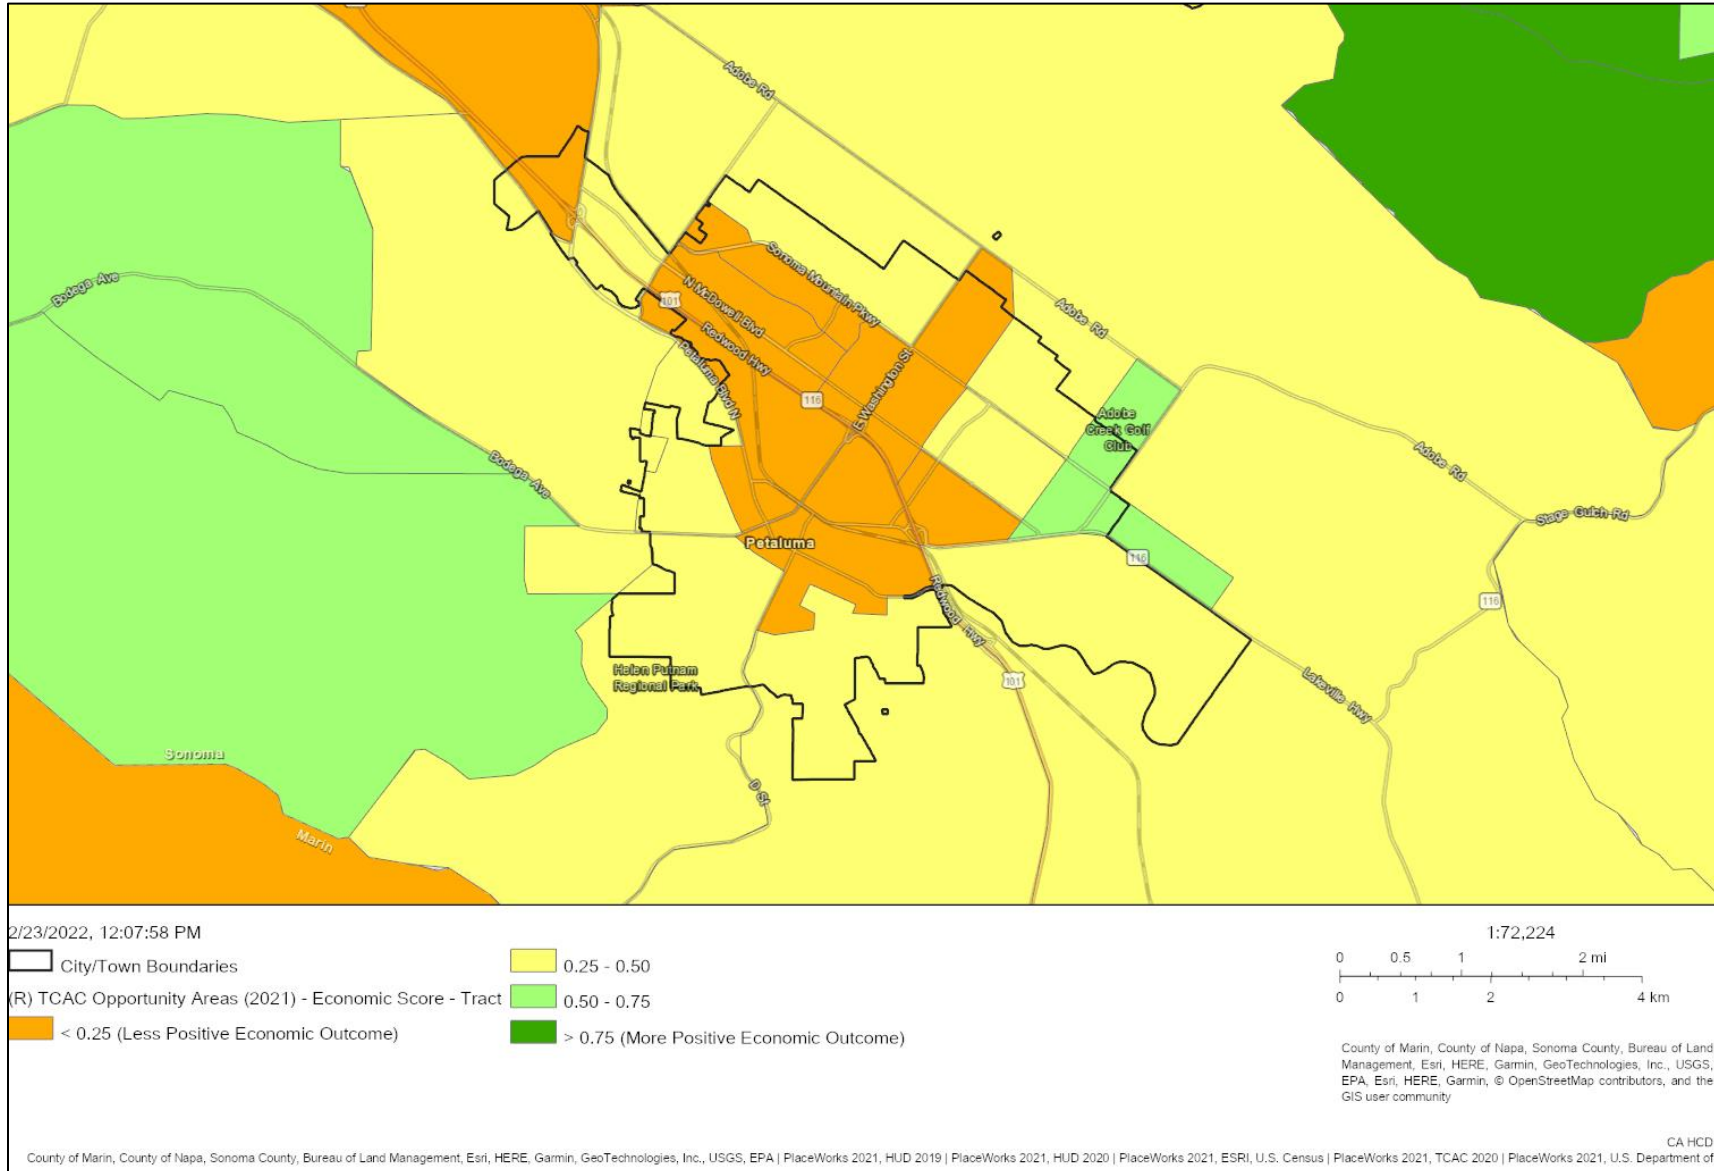 Adobe Rd
Bodega Ave
Sonoma Mountain Pkwy
N McDowell Blvd
101
Redwood Hwy
Petaluma Blvd N
116
E Washington St
Adobe Rd
Adobe
Creek Golf
Club
Adobe Rd
Stage Gulch Rd
Bodega Ave
Petaluma
116
Redwood Hwy
116
Helen Putnam
Regional Park
101
Lakeville Hwy
Sonoma
D St
Marin
2/23/2022, 12:07:58 PM
City/Town Boundaries
(R) TCAC Opportunity Areas (2021) - Economic Score - Tract
< 0.25 (Less Positive Economic Outcome)
0.25 - 0.50
0.50 - 0.75
> 0.75 (More Positive Economic Outcome)
1:72,224
0 0.5 1 2 mi
0 1 2 4 km
County of Marin, County of Napa, Sonoma County, Bureau of Land
Management, Esri, HERE, Garmin, GeoTechnologies, Inc., USGS,
EPA, Esri, HERE, Garmin, © OpenStreetMap contributors, and the
GIS user community
CA HCD
County of Marin, County of Napa, Sonoma County, Bureau of Land Management, Esri, HERE, Garmin, GeoTechnologies, Inc., USGS, EPA | PlaceWorks 2021, HUD 2019 | PlaceWorks 2021, HUD 2020 | PlaceWorks 2021, ESRI, U.S. Census | PlaceWorks 2021, TCAC 2020 | PlaceWorks 2021, U.S. Department of